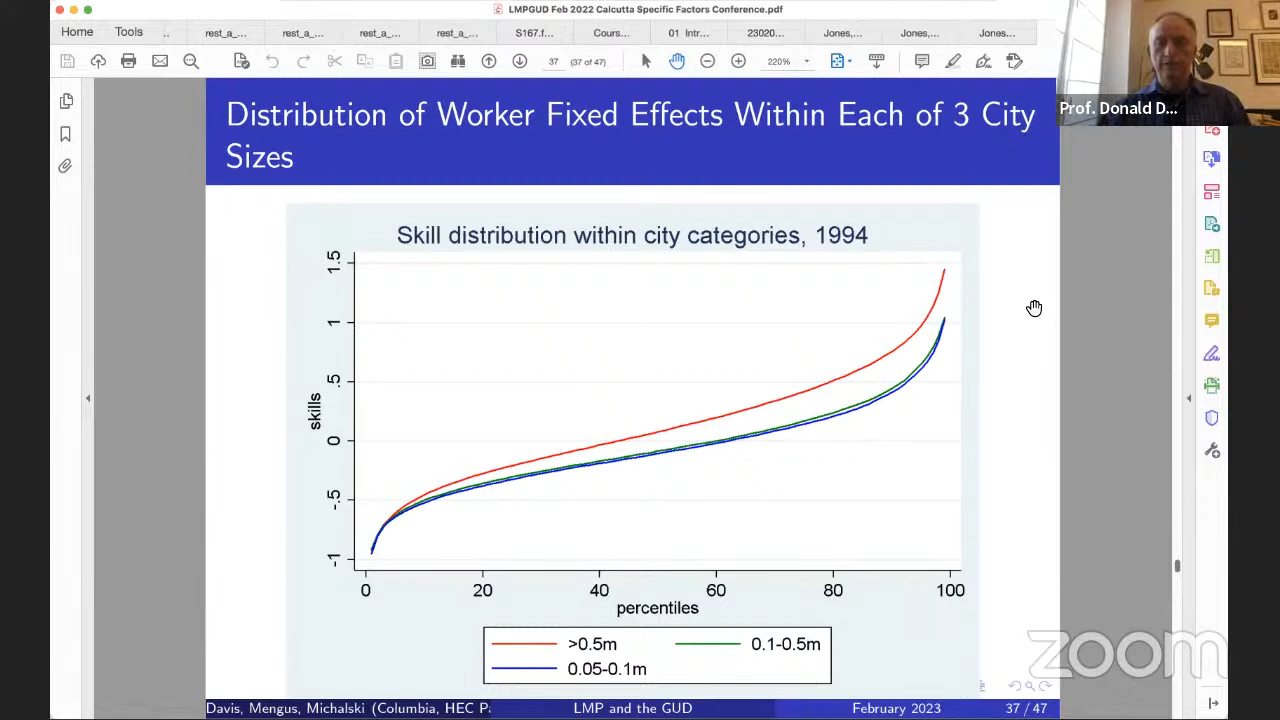 LMPGUD Feb 2022 Calcutta Specific Factors Conference.pdf
Home Tools .. rest_a_... rest_a_... rest_a_... rest_a_... S167.f... Cours... 01 Intr... 23020... Jones,... Jones,... Jones...
37 (37 of 47) 220%
Prof. Donald D...
Distribution of Worker Fixed Effects Within Each of 3 City
Sizes
Skill distribution within city categories, 1994
skills
1.5
1
.5
0
-.5
-1
0 20 40 60 80 100
percentiles
>0.5m 0.1-0.5m
0.05-0.1m
zoom
Davis, Mengus, Michalski (Columbia, HEC Pa LMP and the GUD February 2023 37 / 47